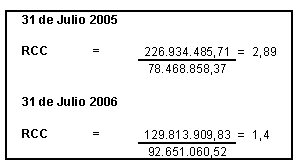 31 de Julio 2005
RCC = 226.934.485,71 = 2,89
78.468.858,37
31 de Julio 2006
RCC = 129.813.909,83 = 1,4
92.651.060,52